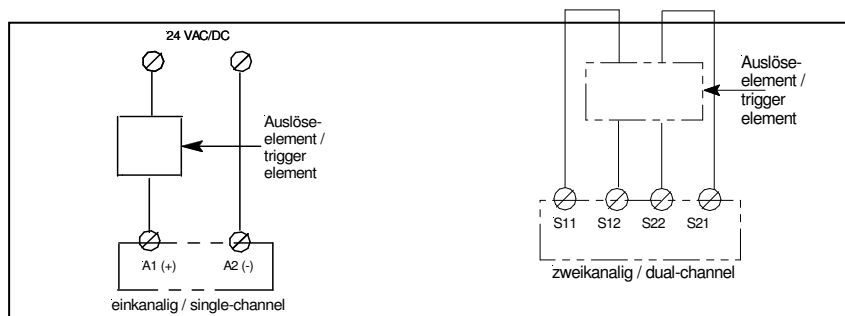 24 VAC/DC
Auslöse-
element /
trigger
element
A1 (+)
A2 (-)
einkanalig / single-channel
Auslöse-
element /
trigger
element
S11
S12
S22
S21
zweikanalig / dual-channel